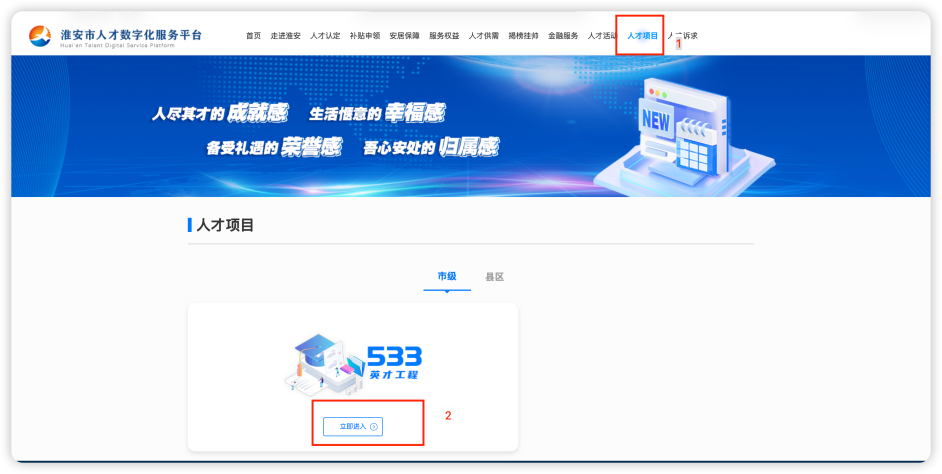 淮安市人才数字化服务平台
Huai'an Talent Digital Service Platform
首页 走进淮安 人才认定 补贴申领 安居保障 服务权益 人才供需 揭榜挂帅 金融服务 人才活动 人才项目 人才诉求
1
人尽其才的 成就感 生活惬意的 幸福感
备受礼遇的 荣誉感 吾心安处的 归属感
NEW
人才项目
市级 县区
533
英才工程
立即进入
2